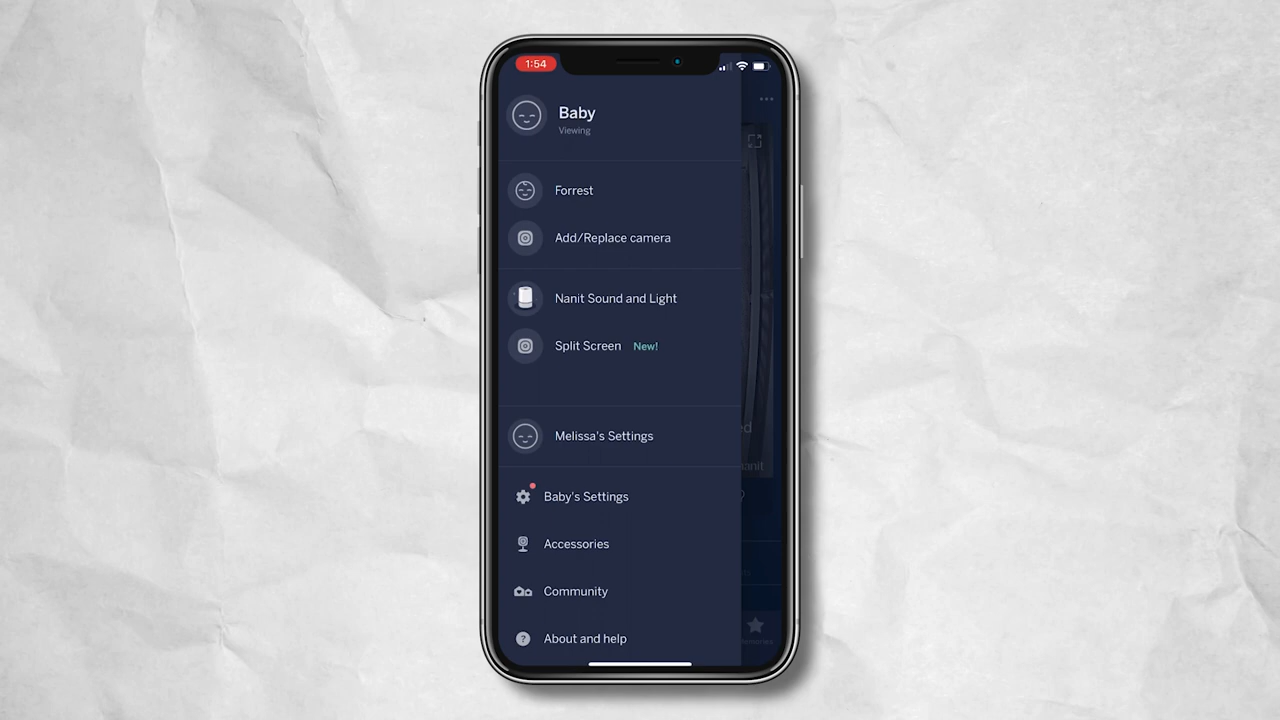 1:54
Baby
Viewing
Forrest
Add/Replace camera
Nanit Sound and Light
Split Screen New!
Melissa's Settings
Baby's Settings
Accessories
Community
About and help